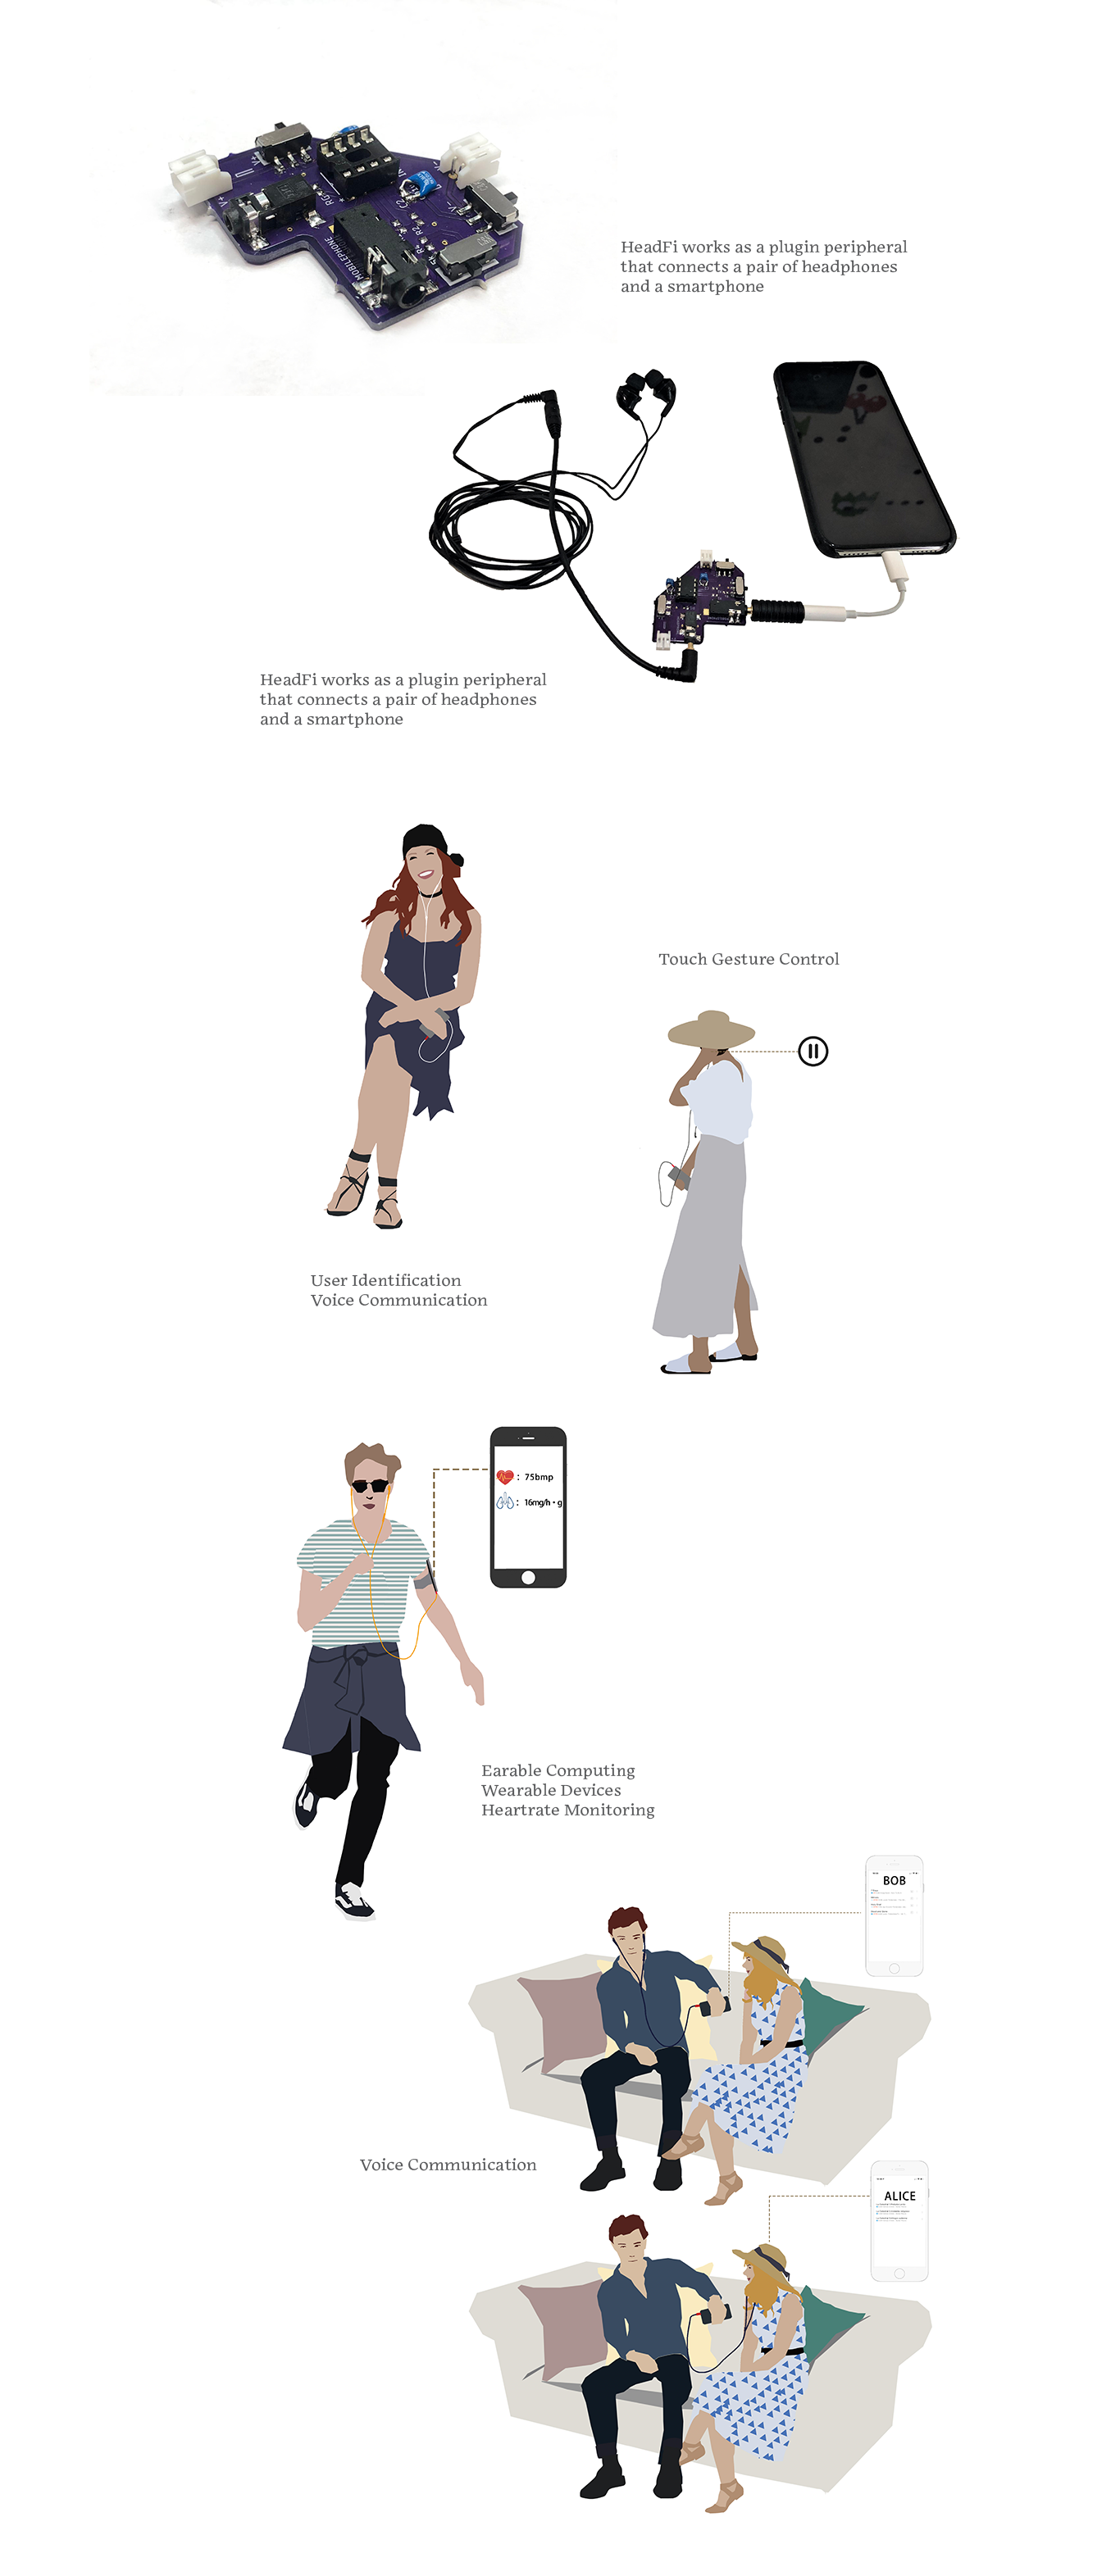 MOBILEPHONE
V+
C2
R2
V-
HeadFi works as a plugin peripheral
that connects a pair of headphones
and a smartphone
HeadFi works as a plugin peripheral
that connects a pair of headphones
and a smartphone
Touch Gesture Control
User Identification
Voice Communication
: 75bmp
: 16mg/h·g
Earable Computing
Wearable Devices
Heartrate Monitoring
BOB
Voice Communication
ALICE